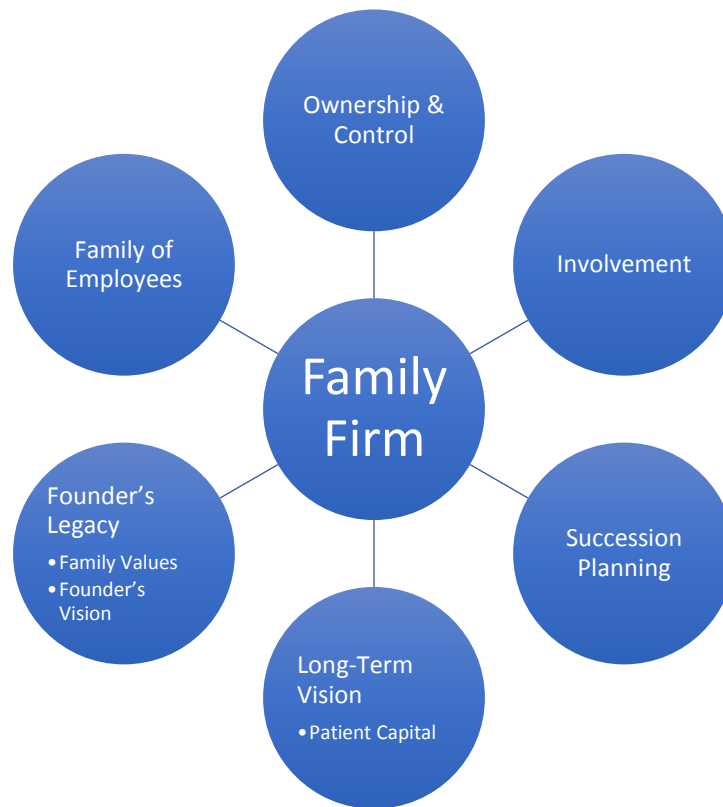 Ownership &
Control
Family of
Employees
Involvement
Family
Firm
Founder’s
Legacy
•Family Values
•Founder’s
Vision
Succession
Planning
Long-Term
Vision
•Patient Capital